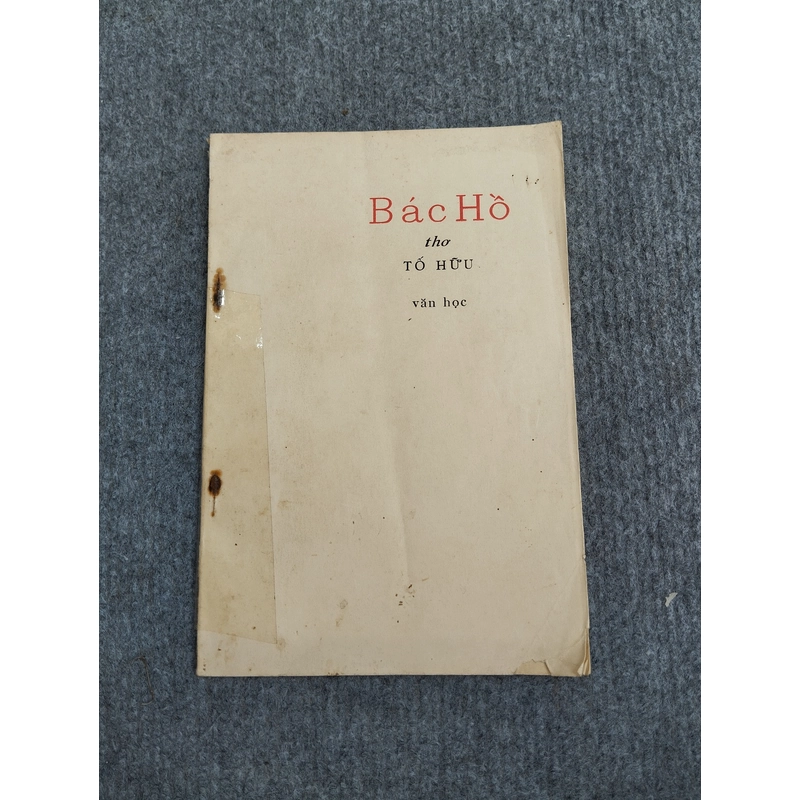 Bác Hồ
thơ
TỐ HỮU
văn học